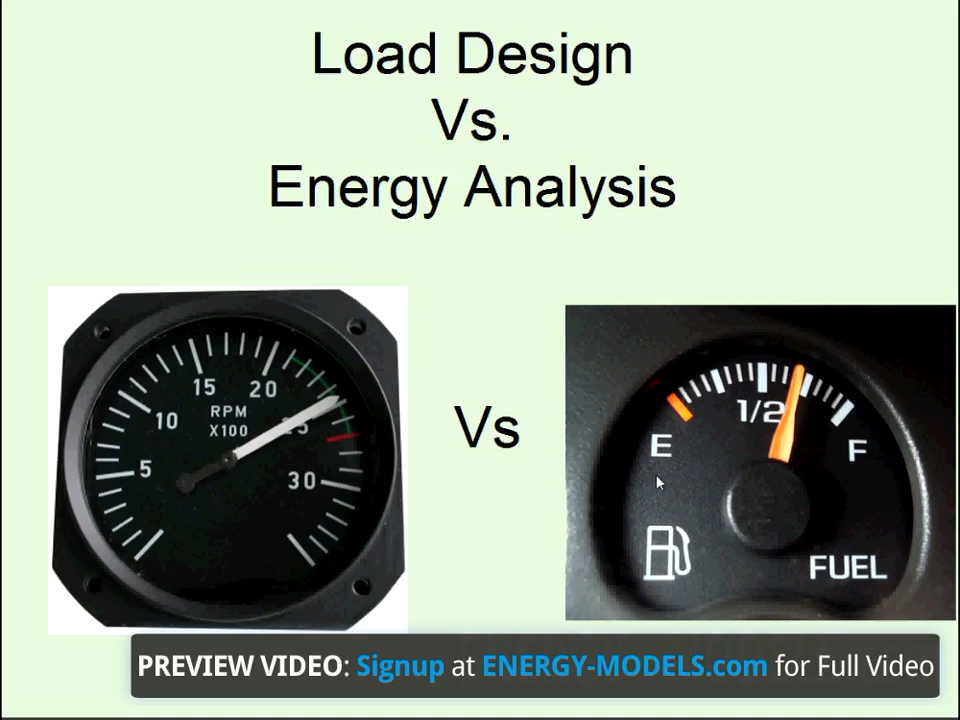 Load Design
Vs.
Energy Analysis
15
20
10
RPM
X100
25
5
30
Vs
1/2
E
F
FUEL
PREVIEW VIDEO: Signup at ENERGY-MODELS.com for Full Video